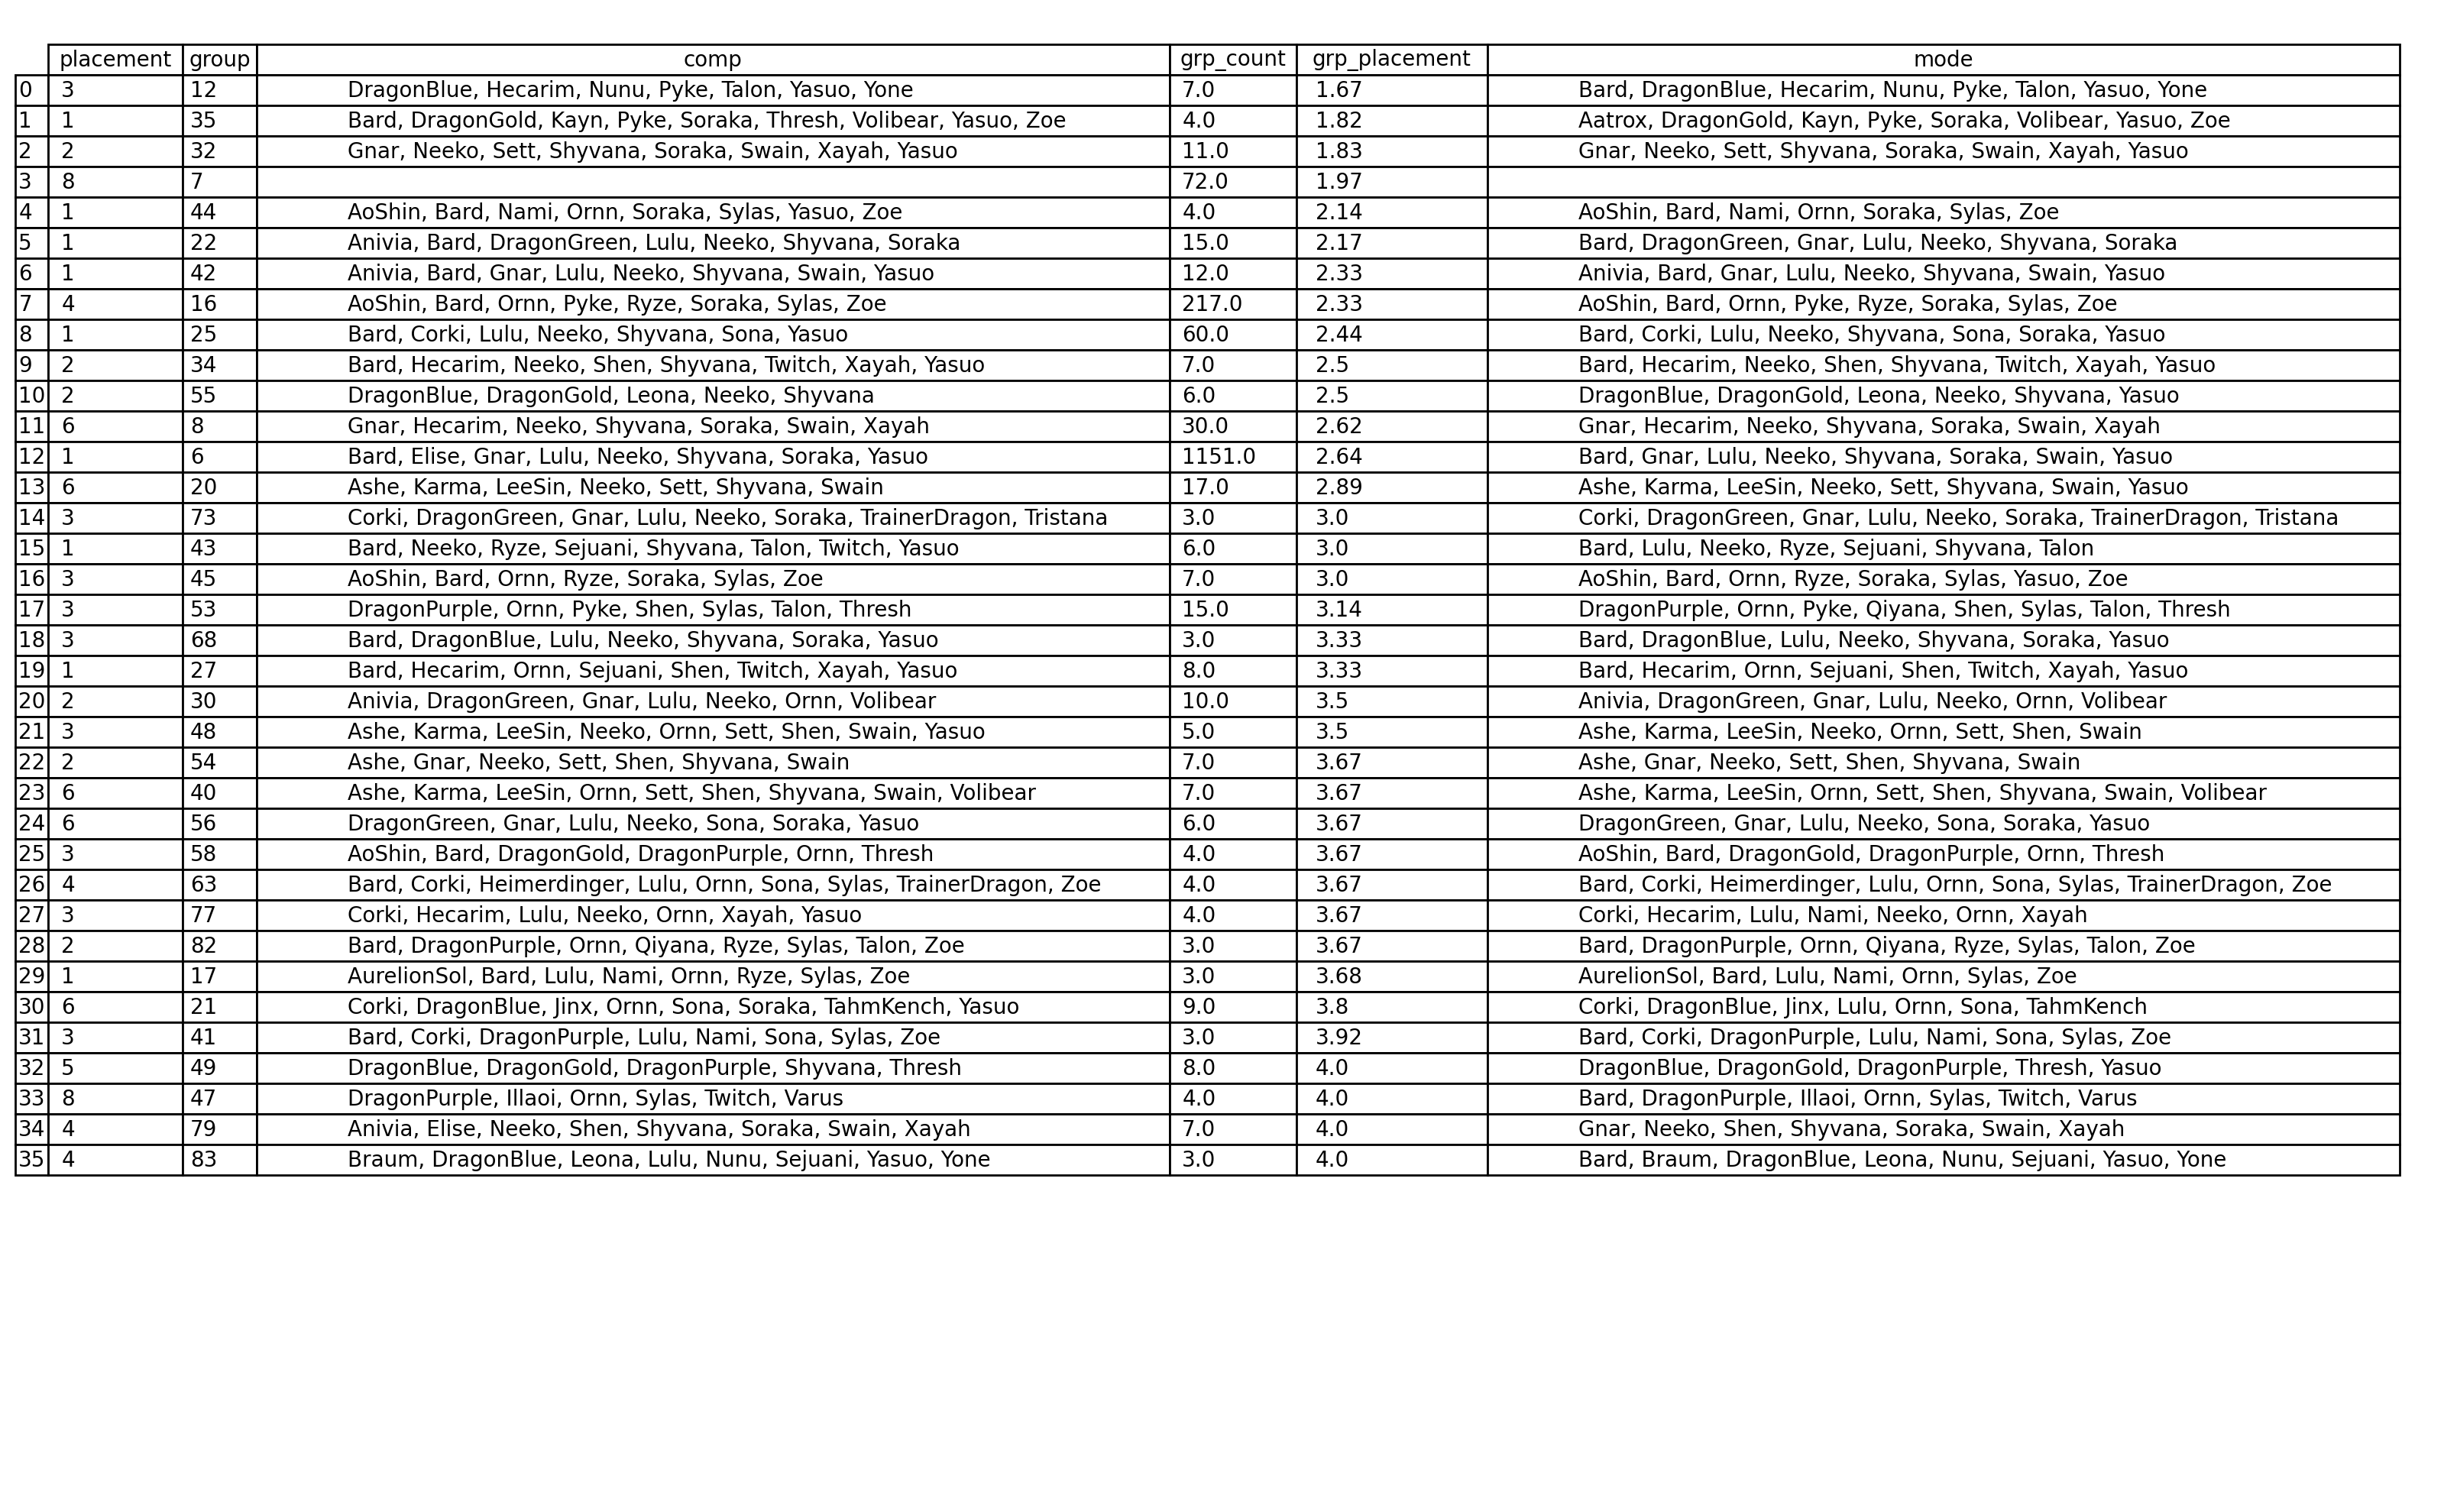 placement group comp grp_count grp_placement mode
0 3 12 DragonBlue, Hecarim, Nunu, Pyke, Talon, Yasuo, Yone 7.0 1.67 Bard, DragonBlue, Hecarim, Nunu, Pyke, Talon, Yasuo, Yone
1 1 35 Bard, DragonGold, Kayn, Pyke, Soraka, Thresh, Volibear, Yasuo, Zoe 4.0 1.82 Aatrox, DragonGold, Kayn, Pyke, Soraka, Volibear, Yasuo, Zoe
2 2 32 Gnar, Neeko, Sett, Shyvana, Soraka, Swain, Xayah, Yasuo 11.0 1.83 Gnar, Neeko, Sett, Shyvana, Soraka, Swain, Xayah, Yasuo
3 8 7 72.0 1.97
4 1 44 AoShin, Bard, Nami, Ornn, Soraka, Sylas, Yasuo, Zoe 4.0 2.14 AoShin, Bard, Nami, Ornn, Soraka, Sylas, Zoe
5 1 22 Anivia, Bard, DragonGreen, Lulu, Neeko, Shyvana, Soraka 15.0 2.17 Bard, DragonGreen, Gnar, Lulu, Neeko, Shyvana, Soraka
6 1 42 Anivia, Bard, Gnar, Lulu, Neeko, Shyvana, Swain, Yasuo 12.0 2.33 Anivia, Bard, Gnar, Lulu, Neeko, Shyvana, Swain, Yasuo
7 4 16 AoShin, Bard, Ornn, Pyke, Ryze, Soraka, Sylas, Zoe 217.0 2.33 AoShin, Bard, Ornn, Pyke, Ryze, Soraka, Sylas, Zoe
8 1 25 Bard, Corki, Lulu, Neeko, Shyvana, Sona, Yasuo 60.0 2.44 Bard, Corki, Lulu, Neeko, Shyvana, Sona, Soraka, Yasuo
9 2 34 Bard, Hecarim, Neeko, Shen, Shyvana, Twitch, Xayah, Yasuo 7.0 2.5 Bard, Hecarim, Neeko, Shen, Shyvana, Twitch, Xayah, Yasuo
10 2 55 DragonBlue, DragonGold, Leona, Neeko, Shyvana 6.0 2.5 DragonBlue, DragonGold, Leona, Neeko, Shyvana, Yasuo
11 6 8 Gnar, Hecarim, Neeko, Shyvana, Soraka, Swain, Xayah 30.0 2.62 Gnar, Hecarim, Neeko, Shyvana, Soraka, Swain, Xayah
12 1 6 Bard, Elise, Gnar, Lulu, Neeko, Shyvana, Soraka, Yasuo 1151.0 2.64 Bard, Gnar, Lulu, Neeko, Shyvana, Soraka, Swain, Yasuo
13 6 20 Ashe, Karma, LeeSin, Neeko, Sett, Shyvana, Swain 17.0 2.89 Ashe, Karma, LeeSin, Neeko, Sett, Shyvana, Swain, Yasuo
14 3 73 Corki, DragonGreen, Gnar, Lulu, Neeko, Soraka, TrainerDragon, Tristana 3.0 3.0 Corki, DragonGreen, Gnar, Lulu, Neeko, Soraka, TrainerDragon, Tristana
15 1 43 Bard, Neeko, Ryze, Sejuani, Shyvana, Talon, Twitch, Yasuo 6.0 3.0 Bard, Lulu, Neeko, Ryze, Sejuani, Shyvana, Talon
16 3 45 AoShin, Bard, Ornn, Ryze, Soraka, Sylas, Zoe 7.0 3.0 AoShin, Bard, Ornn, Ryze, Soraka, Sylas, Yasuo, Zoe
17 3 53 DragonPurple, Ornn, Pyke, Shen, Sylas, Talon, Thresh 15.0 3.14 DragonPurple, Ornn, Pyke, Qiyana, Shen, Sylas, Talon, Thresh
18 3 68 Bard, DragonBlue, Lulu, Neeko, Shyvana, Soraka, Yasuo 3.0 3.33 Bard, DragonBlue, Lulu, Neeko, Shyvana, Soraka, Yasuo
19 1 27 Bard, Hecarim, Ornn, Sejuani, Shen, Twitch, Xayah, Yasuo 8.0 3.33 Bard, Hecarim, Ornn, Sejuani, Shen, Twitch, Xayah, Yasuo
20 2 30 Anivia, DragonGreen, Gnar, Lulu, Neeko, Ornn, Volibear 10.0 3.5 Anivia, DragonGreen, Gnar, Lulu, Neeko, Ornn, Volibear
21 3 48 Ashe, Karma, LeeSin, Neeko, Ornn, Sett, Shen, Swain, Yasuo 5.0 3.5 Ashe, Karma, LeeSin, Neeko, Ornn, Sett, Shen, Swain
22 2 54 Ashe, Gnar, Neeko, Sett, Shen, Shyvana, Swain 7.0 3.67 Ashe, Gnar, Neeko, Sett, Shen, Shyvana, Swain
23 6 40 Ashe, Karma, LeeSin, Ornn, Sett, Shen, Shyvana, Swain, Volibear 7.0 3.67 Ashe, Karma, LeeSin, Ornn, Sett, Shen, Shyvana, Swain, Volibear
24 6 56 DragonGreen, Gnar, Lulu, Neeko, Sona, Soraka, Yasuo 6.0 3.67 DragonGreen, Gnar, Lulu, Neeko, Sona, Soraka, Yasuo
25 3 58 AoShin, Bard, DragonGold, DragonPurple, Ornn, Thresh 4.0 3.67 AoShin, Bard, DragonGold, DragonPurple, Ornn, Thresh
26 4 63 Bard, Corki, Heimerdinger, Lulu, Ornn, Sona, Sylas, TrainerDragon, Zoe 4.0 3.67 Bard, Corki, Heimerdinger, Lulu, Ornn, Sona, Sylas, TrainerDragon, Zoe
27 3 77 Corki, Hecarim, Lulu, Neeko, Ornn, Xayah, Yasuo 4.0 3.67 Corki, Hecarim, Lulu, Nami, Neeko, Ornn, Xayah
28 2 82 Bard, DragonPurple, Ornn, Qiyana, Ryze, Sylas, Talon, Zoe 3.0 3.67 Bard, DragonPurple, Ornn, Qiyana, Ryze, Sylas, Talon, Zoe
29 1 17 AurelionSol, Bard, Lulu, Nami, Ornn, Ryze, Sylas, Zoe 3.0 3.68 AurelionSol, Bard, Lulu, Nami, Ornn, Sylas, Zoe
30 6 21 Corki, DragonBlue, Jinx, Ornn, Sona, Soraka, TahmKench, Yasuo 9.0 3.8 Corki, DragonBlue, Jinx, Lulu, Ornn, Sona, TahmKench
31 3 41 Bard, Corki, DragonPurple, Lulu, Nami, Sona, Sylas, Zoe 3.0 3.92 Bard, Corki, DragonPurple, Lulu, Nami, Sona, Sylas, Zoe
32 5 49 DragonBlue, DragonGold, DragonPurple, Shyvana, Thresh 8.0 4.0 DragonBlue, DragonGold, DragonPurple, Thresh, Yasuo
33 8 47 DragonPurple, Illaoi, Ornn, Sylas, Twitch, Varus 4.0 4.0 Bard, DragonPurple, Illaoi, Ornn, Sylas, Twitch, Varus
34 4 79 Anivia, Elise, Neeko, Shen, Shyvana, Soraka, Swain, Xayah 7.0 4.0 Gnar, Neeko, Shen, Shyvana, Soraka, Swain, Xayah
35 4 83 Braum, DragonBlue, Leona, Lulu, Nunu, Sejuani, Yasuo, Yone 3.0 4.0 Bard, Braum, DragonBlue, Leona, Nunu, Sejuani, Yasuo, Yone